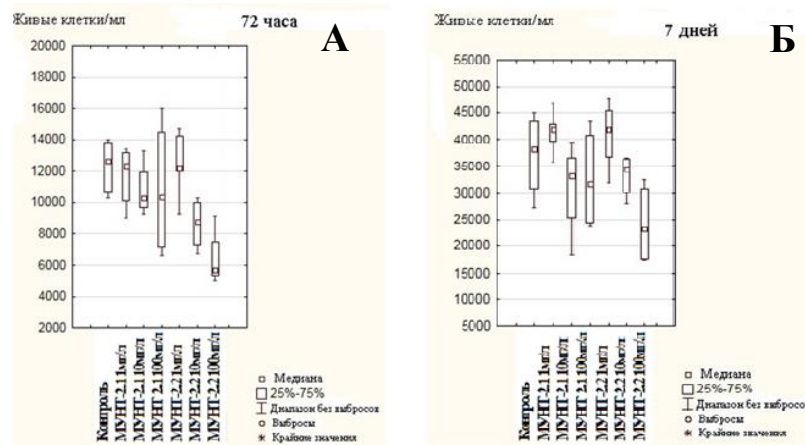 Живые клетки/мл
72 часа
А
20000
18000
16000
14000
12000
10000
8000
6000
4000
2000
Контроль
МУНТ-2.1 1мг/л
МУНТ-2.1 10мг/л
МУНТ-2.1 100мг/л
МУНТ-2.2 1мг/л
МУНТ-2.2 10мг/л
МУНТ-2.2 100мг/л
Медиана
25%-75%
Диапазон без выбросов
Выбросы
Крайние значения
Живые клетки/мл
7 дней
Б
55000
50000
45000
40000
35000
30000
25000
20000
15000
10000
5000
Контроль
МУНТ-2.1 1мг/л
МУНТ-2.1 10мг/л
МУНТ-2.1 100мг/л
МУНТ-2.2 1мг/л
МУНТ-2.2 10мг/л
МУНТ-2.2 100мг/л
Медиана
25%-75%
Диапазон без выбросов
Выбросы
Крайние значения